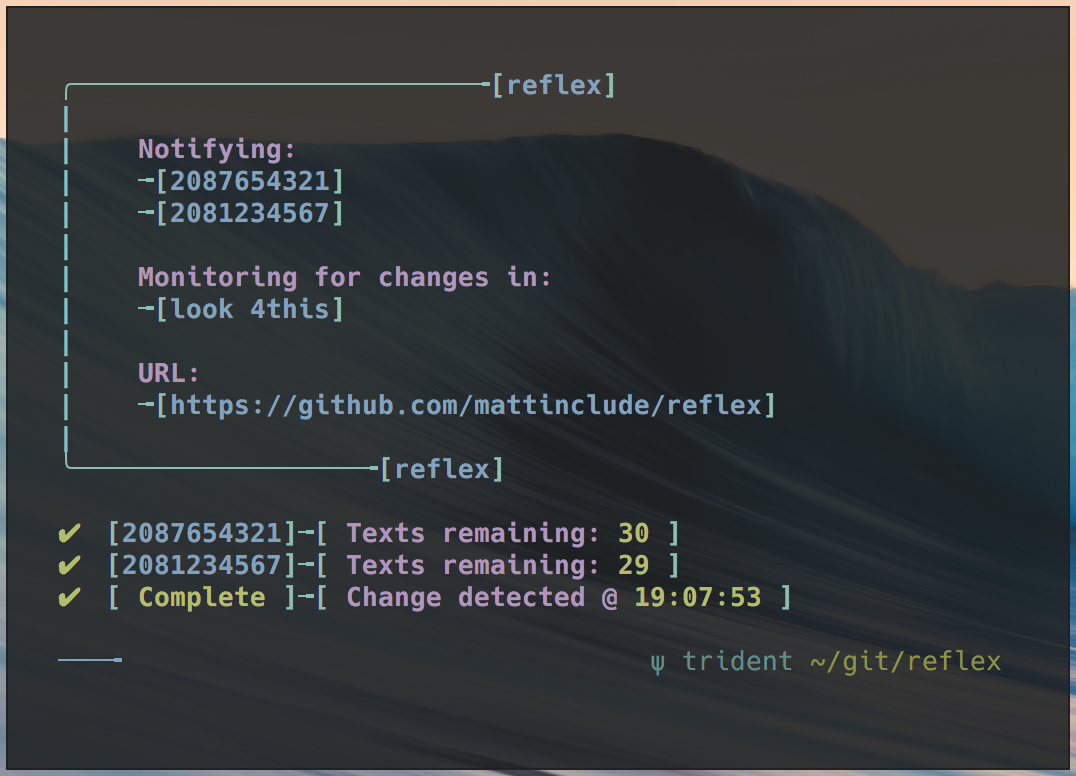 [reflex]
Notifying:
[2087654321]
[2081234567]
Monitoring for changes in:
[look 4this]
URL:
[https://github.com/mattinclude/reflex]
[reflex]
✔ [2087654321]╼[ Texts remaining: 30 ]
✔ [2081234567]╼[ Texts remaining: 29 ]
✔ [ Complete ]╼[ Change detected @ 19:07:53 ]
ψ trident ~/git/reflex